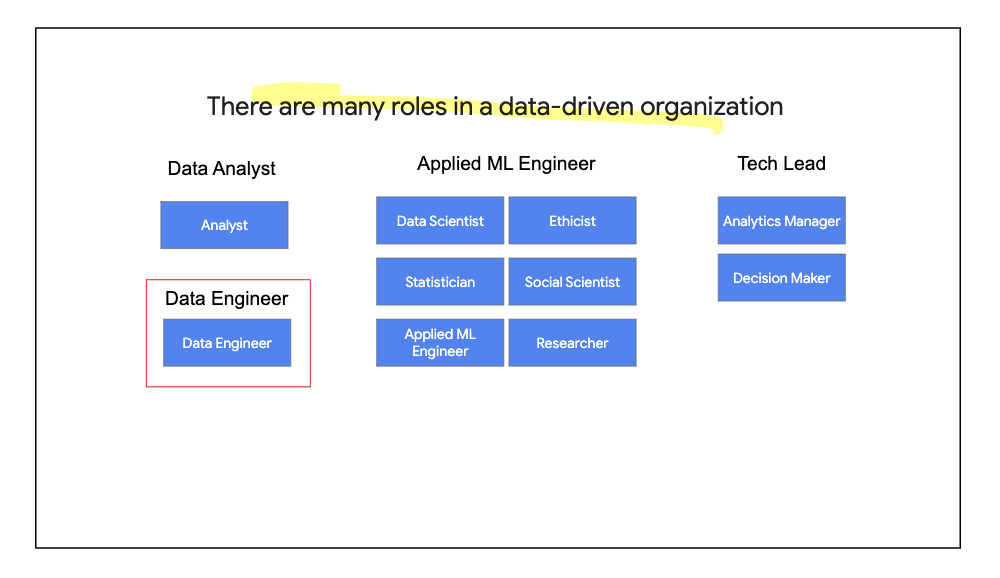 There are many roles in a data-driven organization
Data Analyst
Analyst
Data Engineer
Data Engineer
Applied ML Engineer
Data Scientist
Ethicist
Statistician
Social Scientist
Applied ML
Engineer
Researcher
Tech Lead
Analytics Manager
Decision Maker